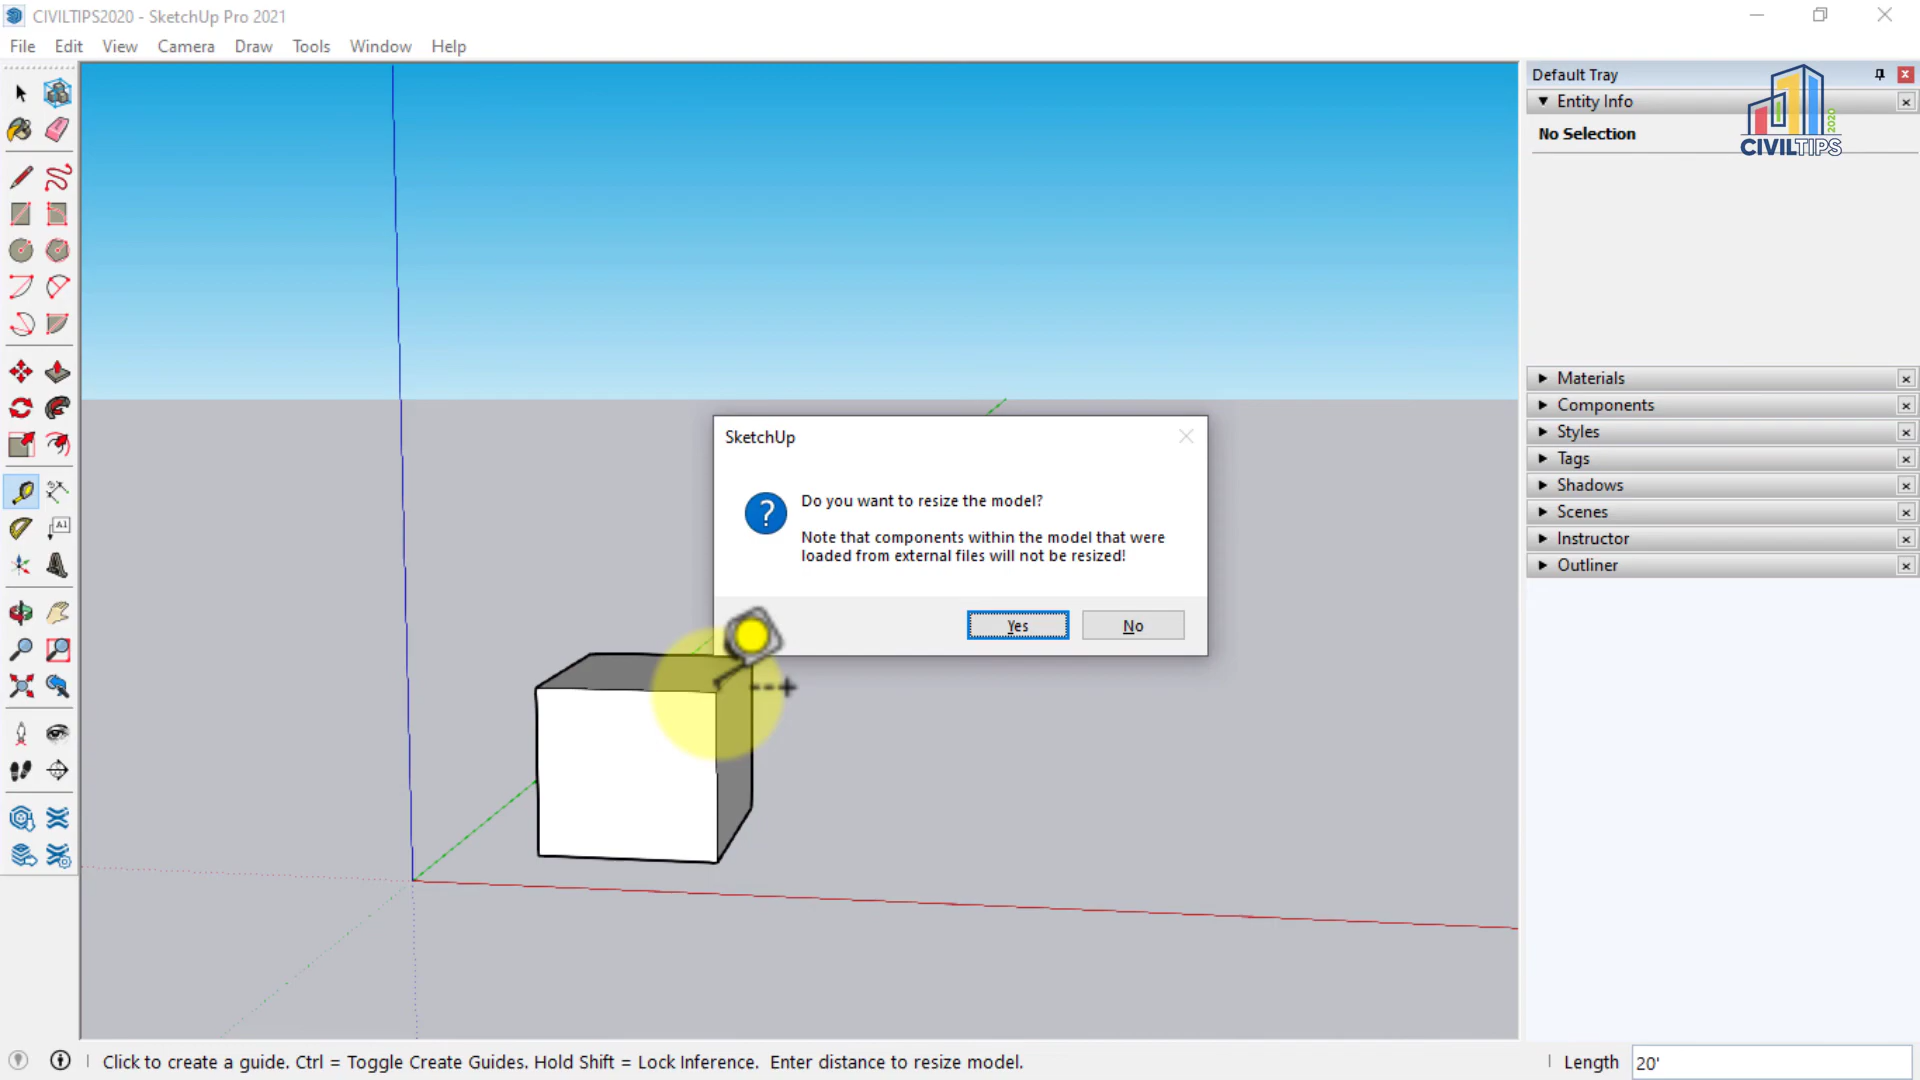 CIVILTIPS2020 - SketchUp Pro 2021
File Edit View Camera Draw Tools Window Help
Default Tray
Entity Info
No Selection
2020
CIVILTIPS
Materials
Components
Styles
Tags
Shadows
Scenes
Instructor
Outliner
SketchUp
Do you want to resize the model?
Note that components within the model that were
loaded from external files will not be resized!
Yes No
A1
Click to create a guide. Ctrl = Toggle Create Guides. Hold Shift = Lock Inference. Enter distance to resize model.
Length 20'